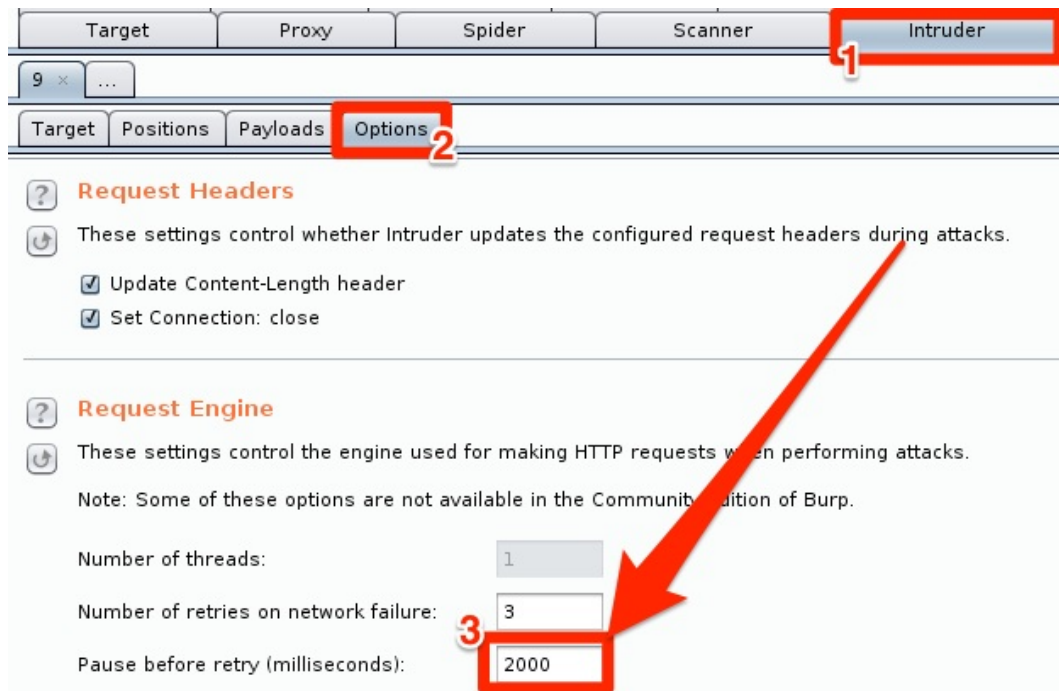 Target Proxy Spider Scanner Intruder
1
9 × ...
Target Positions Payloads Options
2
? Request Headers
These settings control whether Intruder updates the configured request headers during attacks.
Update Content-Length header
Set Connection: close
? Request Engine
These settings control the engine used for making HTTP requests when performing attacks.
Note: Some of these options are not available in the Community Edition of Burp.
Number of threads: 1
Number of retries on network failure: 3
3
Pause before retry (milliseconds): 2000